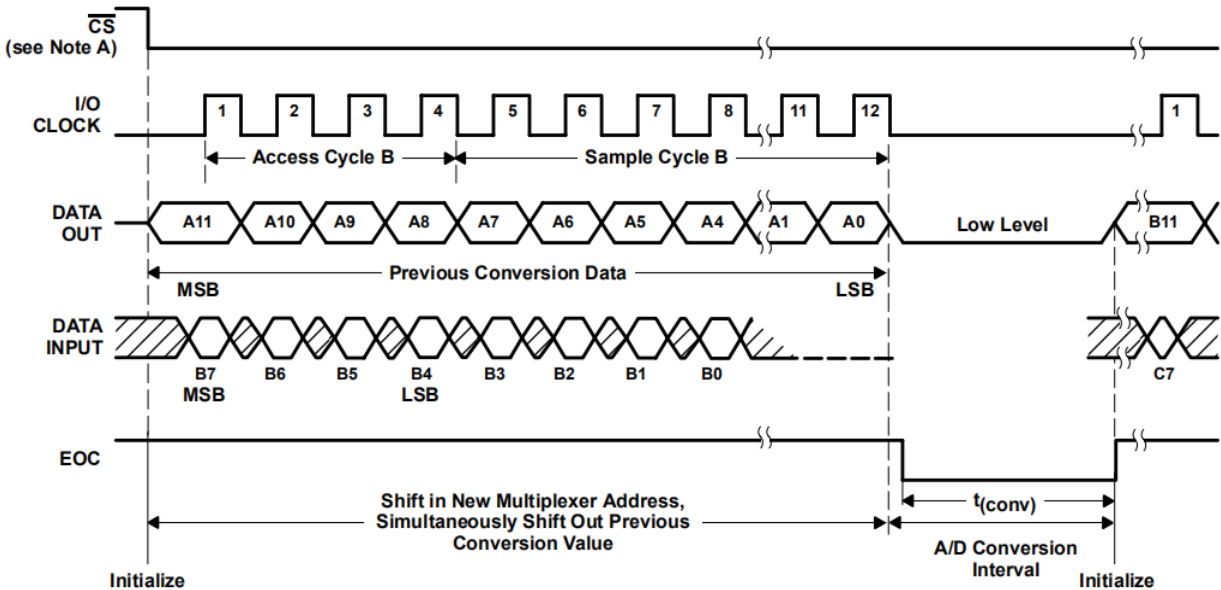 CS
(see Note A)
I/O
CLOCK
1 2 3 4 5 6 7 8 11 12 1
Access Cycle B Sample Cycle B
DATA
OUT
A11 A10 A9 A8 A7 A6 A5 A4 A1 A0 Low Level B11
Previous Conversion Data
MSB LSB
DATA
INPUT
B7 B6 B5 B4 B3 B2 B1 B0 C7
MSB LSB
EOC
t(conv)
Shift in New Multiplexer Address,
Simultaneously Shift Out Previous
Conversion Value
A/D Conversion
Interval
Initialize Initialize